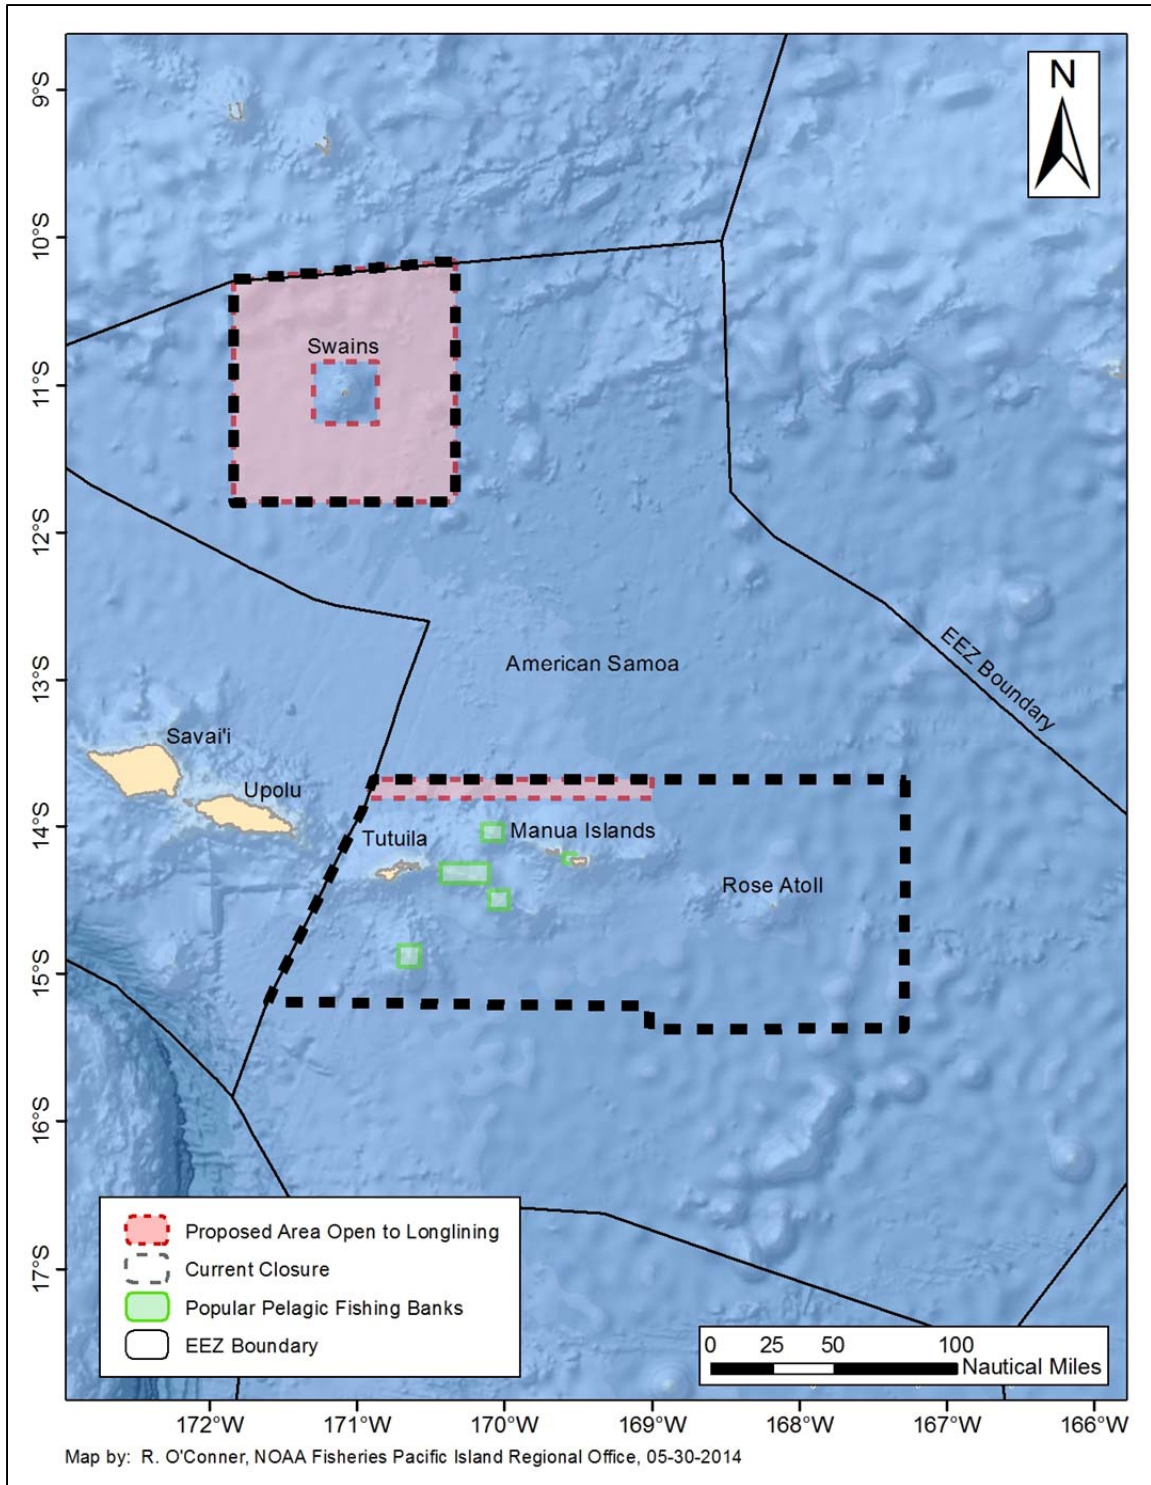 N
9°S
10°S
11°S
12°S
13°S
14°S
15°S
16°S
17°S
Swains
American Samoa
EEZ Boundary
Savai'i
Upolu
Tutuila
Manua Islands
Rose Atoll
Proposed Area Open to Longlining
Current Closure
Popular Pelagic Fishing Banks
EEZ Boundary
0 25 50 100
Nautical Miles
172°W 171°W 170°W 169°W 168°W 167°W 166°W
Map by: R. O'Conner, NOAA Fisheries Pacific Island Regional Office, 05-30-2014